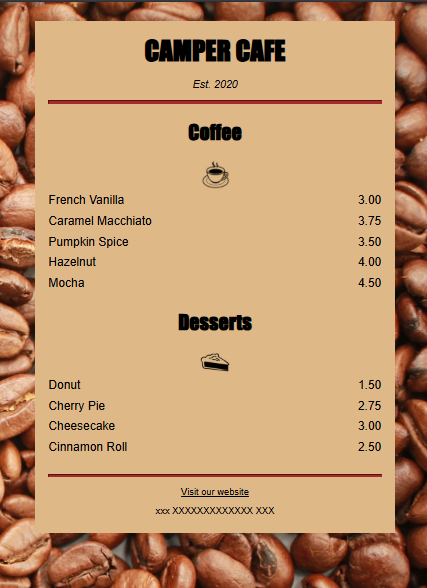 CAMPER CAFE
Est. 2020
Coffee
French Vanilla 3.00
Caramel Macchiato 3.75
Pumpkin Spice 3.50
Hazelnut 4.00
Mocha 4.50
Desserts
Donut 1.50
Cherry Pie 2.75
Cheesecake 3.00
Cinnamon Roll 2.50
Visit our website
xxx XXXXXXXXXXXXX XXX